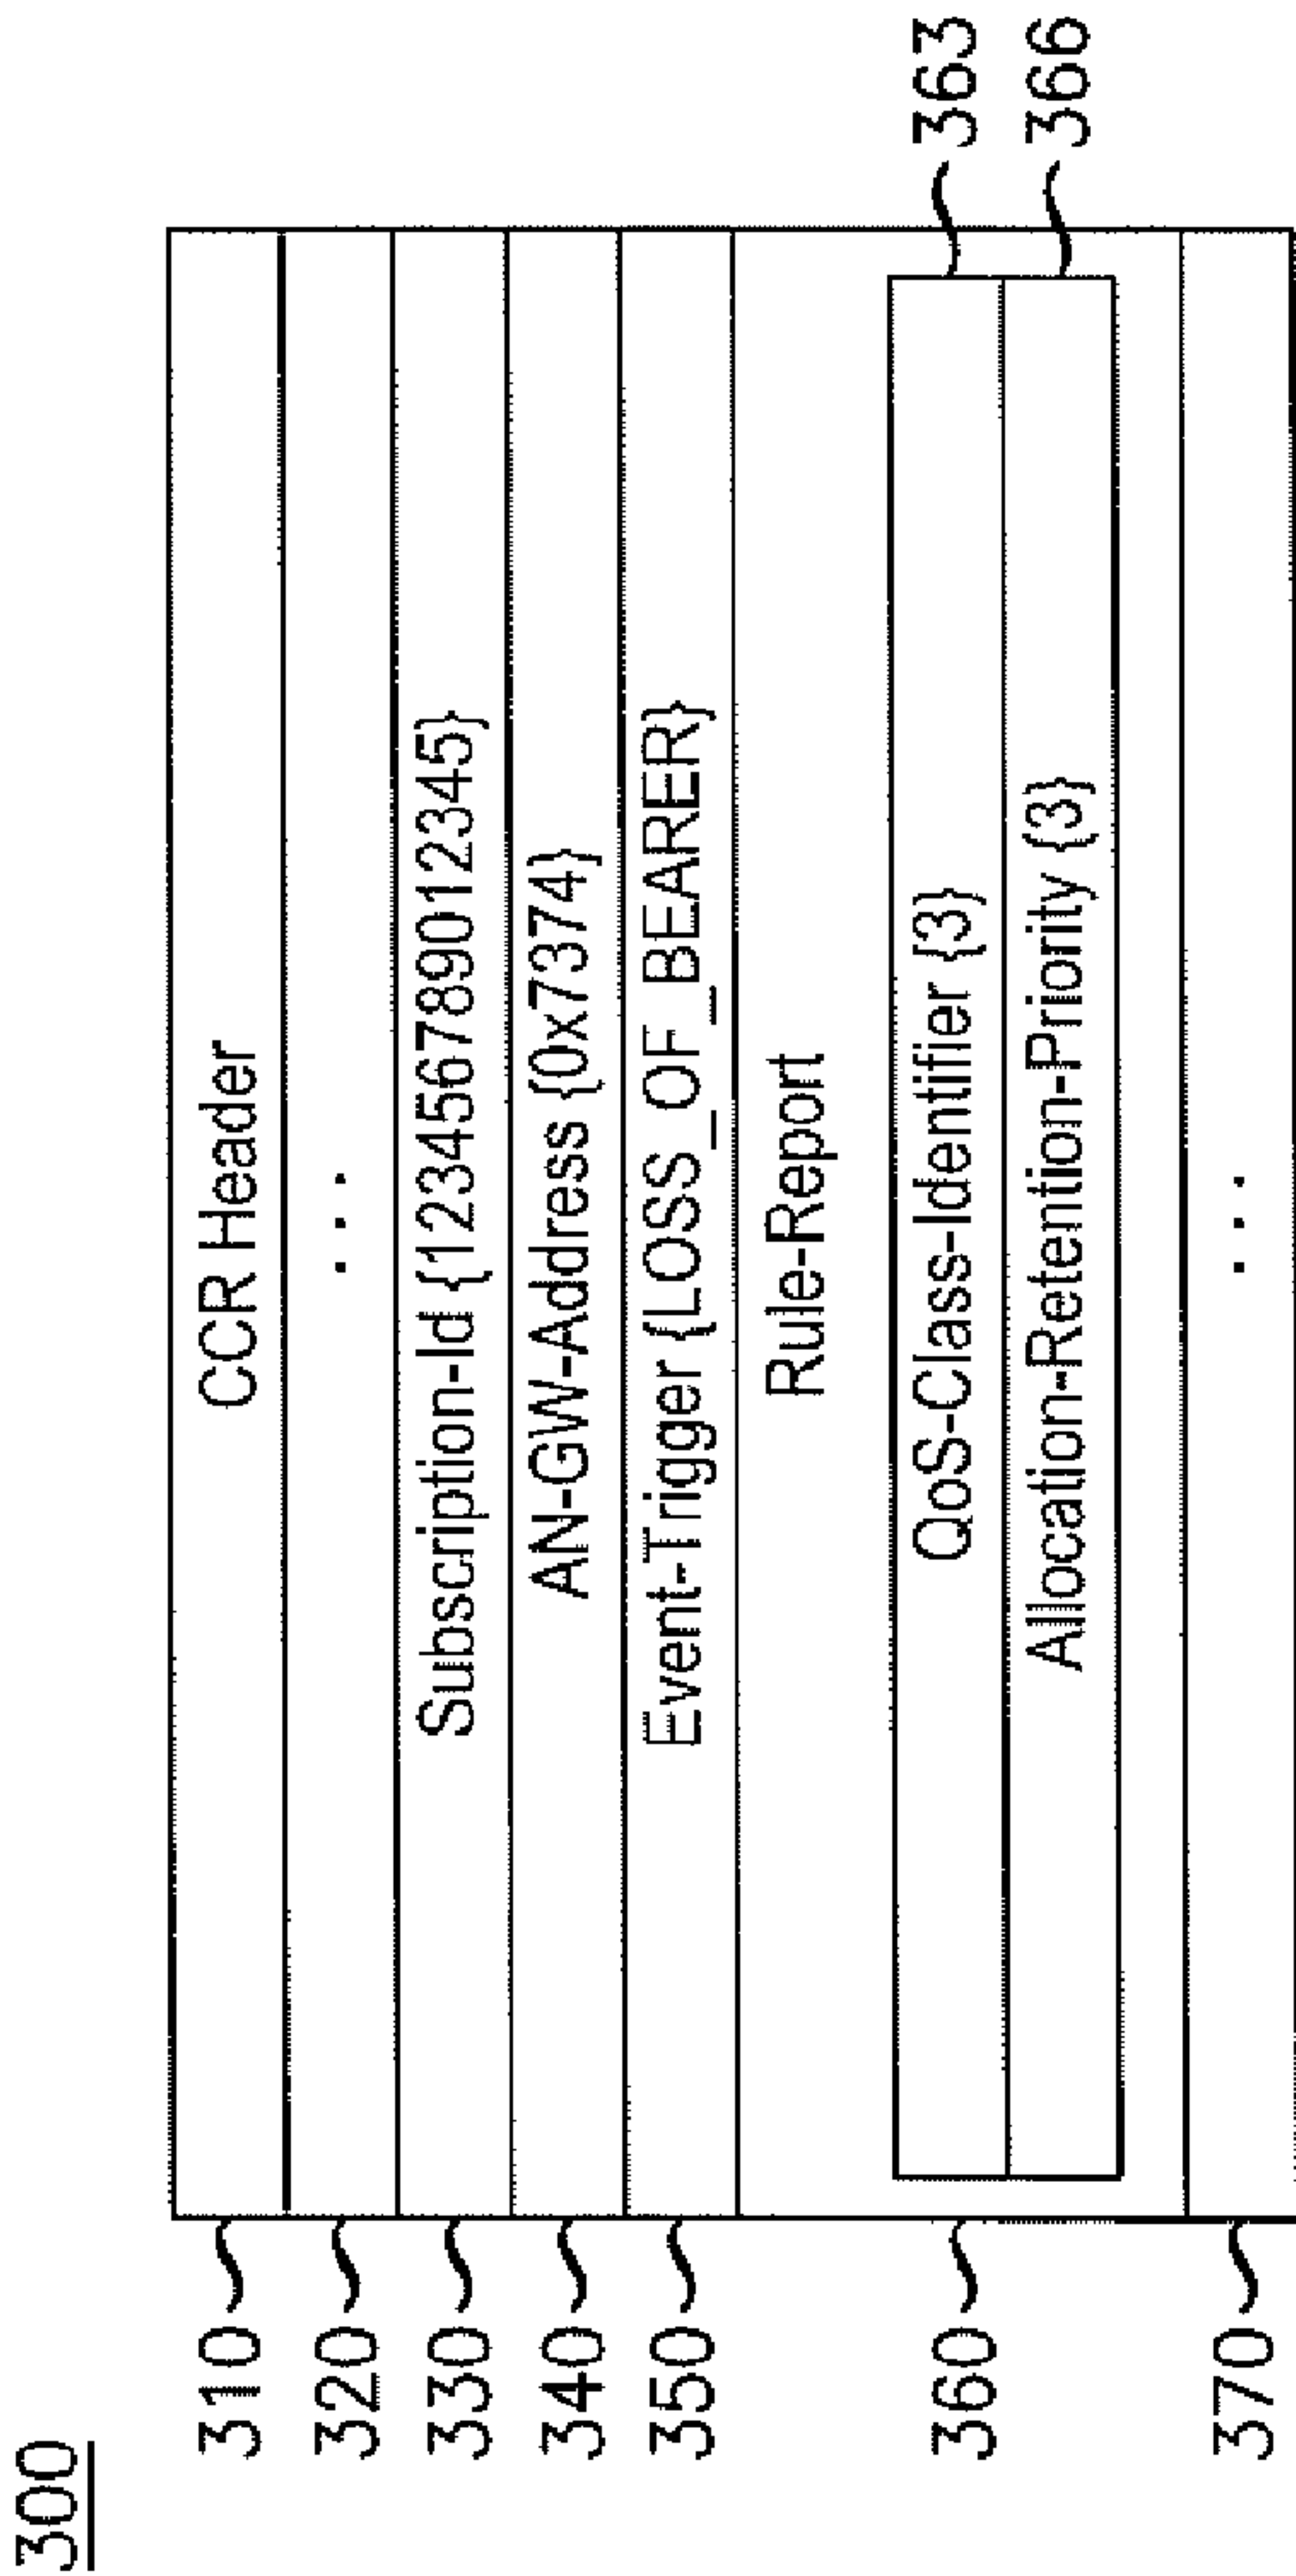 300
310 CCR Header
320 ...
330 Subscription-Id {123456789012345}
340 AN-GW-Address {0x7374}
350 Event-Trigger {LOSS_OF_BEARER}
360 Rule-Report
QoS-Class-Identifier {3} 363
Allocation-Retention-Priority {3} 366
370 ...